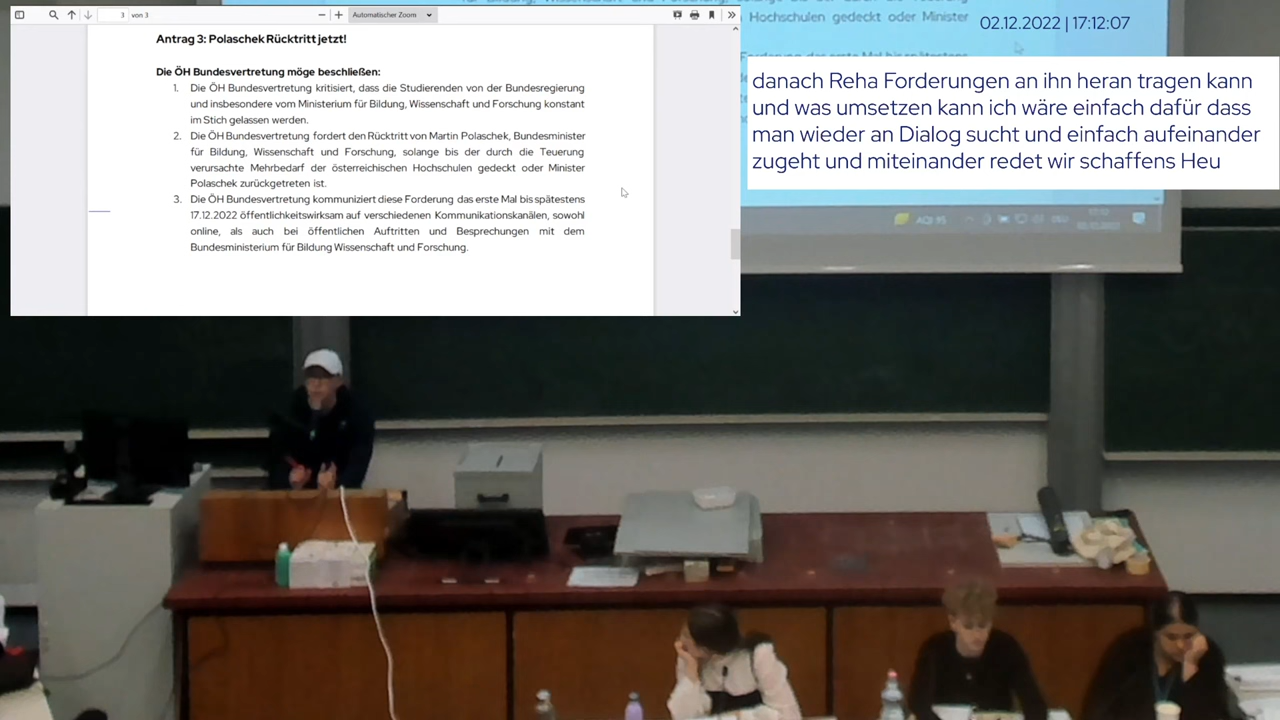 3 von 3
Automatischer Zoom
Antrag 3: Polaschek Rücktritt jetzt!
Die ÖH Bundesvertretung möge beschließen:
1. Die ÖH Bundesvertretung kritisiert, dass die Studierenden von der Bundesregierung
und insbesondere vom Ministerium für Bildung, Wissenschaft und Forschung konstant
im Stich gelassen werden.
2. Die ÖH Bundesvertretung fordert den Rücktritt von Martin Polaschek, Bundesminister
für Bildung, Wissenschaft und Forschung, solange bis der durch die Teuerung
verursachte Mehrbedarf der österreichischen Hochschulen gedeckt oder Minister
Polaschek zurückgetreten ist.
3. Die ÖH Bundesvertretung kommuniziert diese Forderung das erste Mal bis spätestens
17.12.2022 öffentlichkeitswirksam auf verschiedenen Kommunikationskanälen, sowohl
online, als auch bei öffentlichen Auftritten und Besprechungen mit dem
Bundesministerium für Bildung Wissenschaft und Forschung.
Hochschulen gedeckt oder Minister
02.12.2022 | 17:12:07
danach Reha Forderungen an ihn heran tragen kann
und was umsetzen kann ich wäre einfach dafür dass
man wieder an Dialog sucht und einfach aufeinander
zugeht und miteinander redet wir schaffens Heu
AQI 95